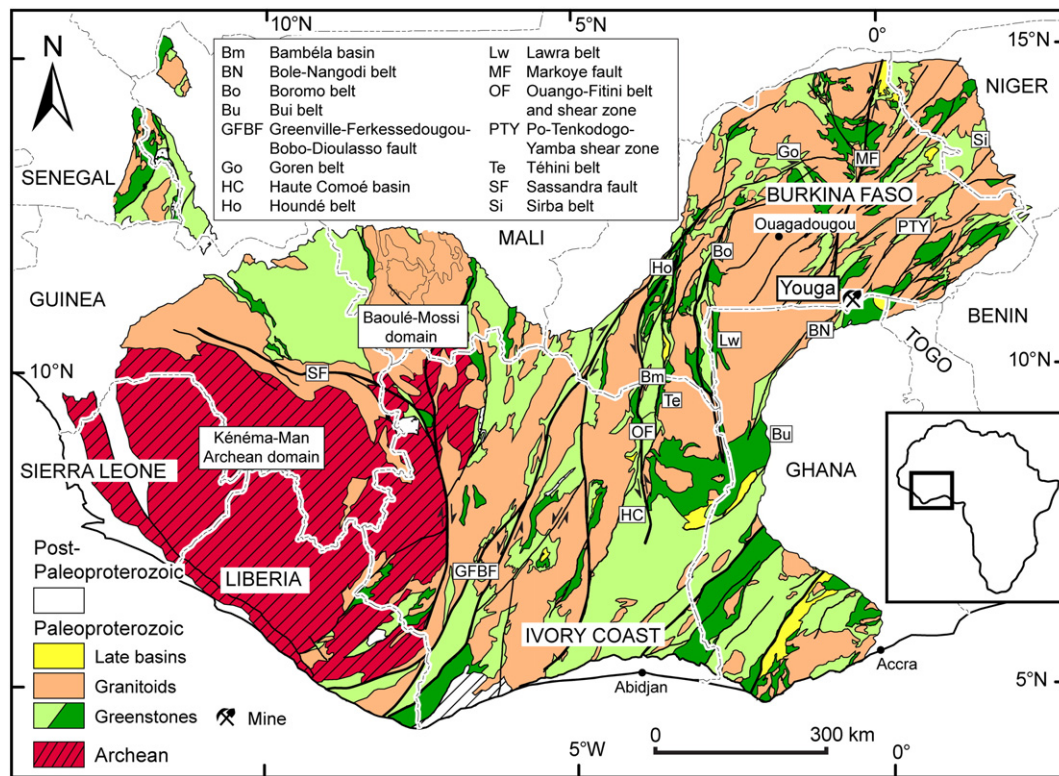 10°N
5°N
0°
15°N
N
Bm Bambéla basin
BN Bole-Nangodi belt
Bo Boromo belt
Bu Bui belt
GFBF Greenville-Ferkessedougou-
Bobo-Dioulasso fault
Go Goren belt
HC Haute Comoé basin
Ho Houndé belt
Lw Lawra belt
MF Markoye fault
OF Ouango-Fitini belt
and shear zone
PTY Po-Tenkodogo-
Yamba shear zone
Te Téhini belt
SF Sassandra fault
Si Sirba belt
NIGER
Si
Go
MF
SENEGAL
BURKINA FASO
Ouagadougou
PTY
MALI
Bo
Ho
GUINEA
Youga
Baoulé-Mossi
domain
BENIN
BN
Lw
TOGO
10°N
10°N
SF
Bm
Te
Kénéma-Man
Archean domain
OF
Bu
SIERRA LEONE
GHANA
HC
Post-
Paleoproterozoic
LIBERIA
GFBF
Paleoproterozoic
Late basins
IVORY COAST
Granitoids
Accra
Abidjan
5°N
Greenstones
Mine
Archean
5°W
0
300 km
0°